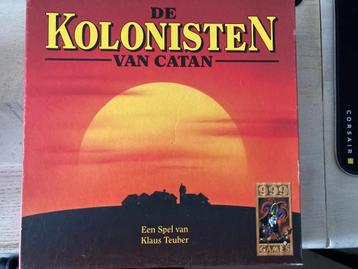 DE
KOLONISTEN
VAN CATAN
Een Spel van
Klaus Teuber
999
GAMES
CORSAIR